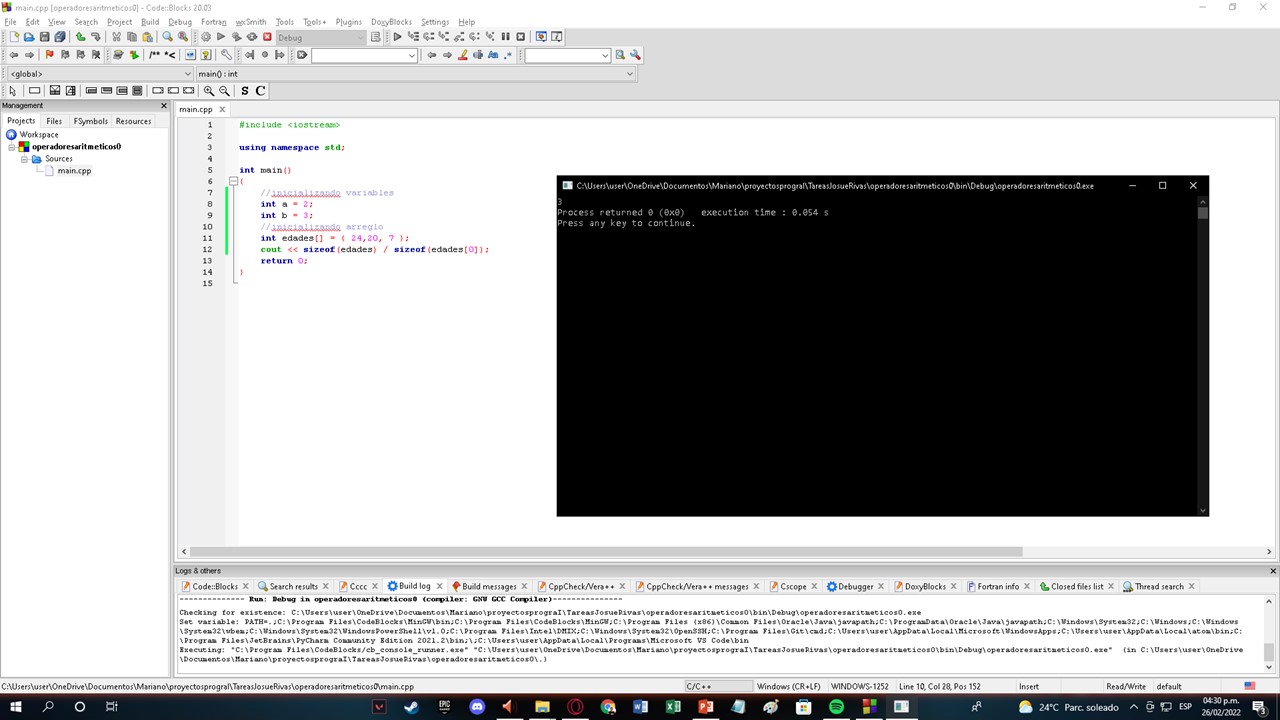 main.cpp [operadoresaritmeticos0] - Code::Blocks 20.03
File Edit View Search Project Build Debug Fortran wxSmith Tools Tools+ Plugins DoxyBlocks Settings Help
Debug
/** *<
<global> main() : int
S C
Management
main.cpp
Projects Files FSymbols Resources
Workspace
operadoresaritmeticos0
Sources
main.cpp
1 #include <iostream>
2
3 using namespace std;
4
5 int main()
6 {
7 //inicializando variables
8 int a = 2;
9 int b = 3;
10 //inicializando arreglo
11 int edades[] = { 24,20, 7 };
12 cout << sizeof(edades) / sizeof(edades[0]);
13 return 0;
14 }
15
C:\Users\user\OneDrive\Documentos\Mariano\proyectosprograI\TareasJosueRivas\operadoresaritmeticos0\bin\Debug\operadoresaritmeticos0.exe
3
Process returned 0 (0x0) execution time : 0.054 s
Press any key to continue.
Logs & others
Code::Blocks Search results Cccc Build log Build messages CppCheck/Vera++ CppCheck/Vera++ messages Cscope Debugger DoxyBlocks Fortran info Closed files list Thread search
-------------- Run: Debug in operadoresaritmeticos0 (compiler: GNU GCC Compiler)---------------
Checking for existence: C:\Users\user\OneDrive\Documentos\Mariano\proyectosprograI\TareasJosueRivas\operadoresaritmeticos0\bin\Debug\operadoresaritmeticos0.exe
Set variable: PATH=.;C:\Program Files\CodeBlocks\MinGW\bin;C:\Program Files\CodeBlocks\MinGW;C:\Program Files (x86)\Common Files\Oracle\Java\javapath;C:\ProgramData\Oracle\Java\javapath;C:\Windows\System32;C:\Windows;C:\Windows
\System32\wbem;C:\Windows\System32\WindowsPowerShell\v1.0;C:\Program Files\Intel\DMIX;C:\Windows\System32\OpenSSH;C:\Program Files\Git\cmd;C:\Users\user\AppData\Local\Microsoft\WindowsApps;C:\Users\user\AppData\Local\atom\bin;C:
\Program Files\JetBrains\PyCharm Community Edition 2021.2\bin;\;C:\Users\user\AppData\Local\Programs\Microsoft VS Code\bin
Executing: "C:\Program Files\CodeBlocks/cb_console_runner.exe" "C:\Users\user\OneDrive\Documentos\Mariano\proyectosprograI\TareasJosueRivas\operadoresaritmeticos0\bin\Debug\operadoresaritmeticos0.exe" (in C:\Users\user\OneDrive
\Documentos\Mariano\proyectosprograI\TareasJosueRivas\operadoresaritmeticos0\.)
C:\Users\user\OneDrive\Documentos\Mariano\proyectosprograI\TareasJosueRivas\operadoresaritmeticos0\main.cpp C/C++ Windows (CR+LF) WINDOWS-1252 Line 10, Col 28, Pos 152 Insert Read/Write default
24°C Parc. soleado ESP 04:30 p.m.
26/02/2022